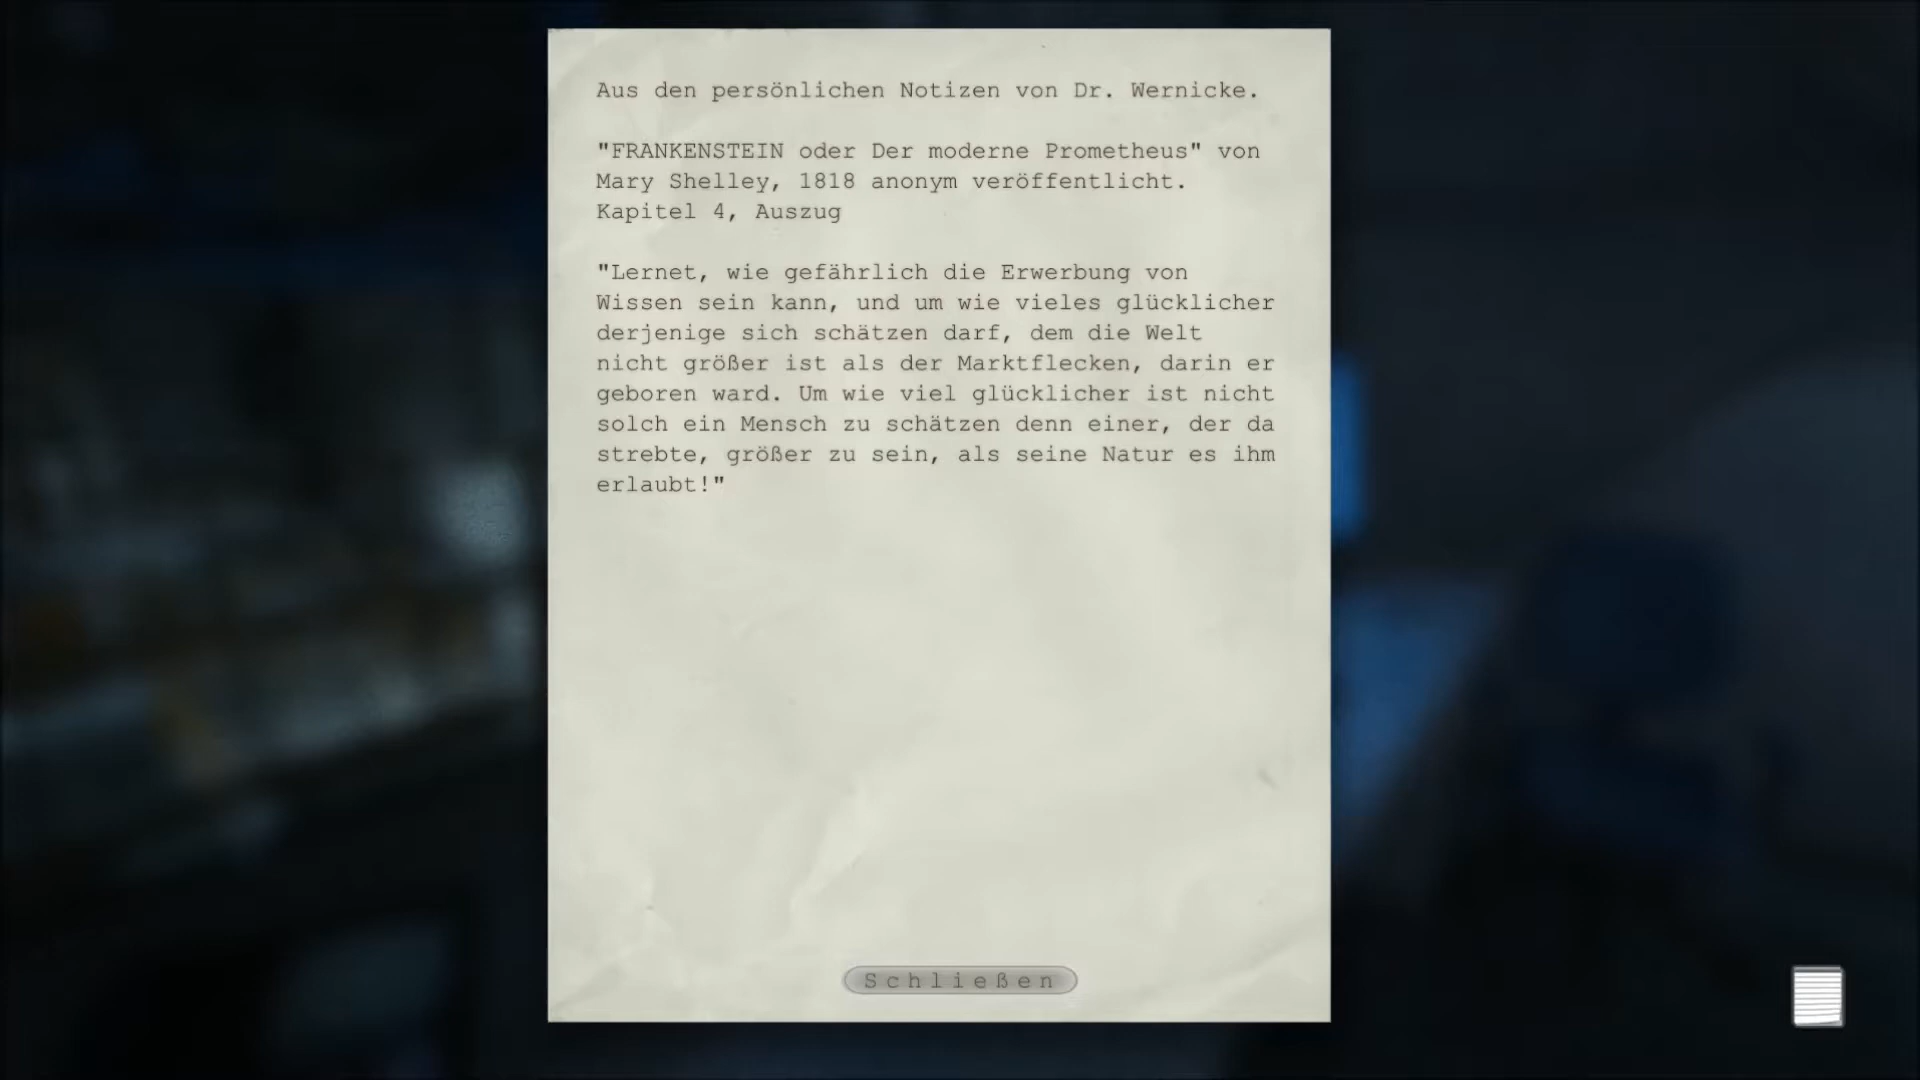 Aus den persönlichen Notizen von Dr. Wernicke.
"FRANKENSTEIN oder Der moderne Prometheus" von
Mary Shelley, 1818 anonym veröffentlicht.
Kapitel 4, Auszug
"Lernet, wie gefährlich die Erwerbung von
Wissen sein kann, und um wie vieles glücklicher
derjenige sich schätzen darf, dem die Welt
nicht größer ist als der Marktflecken, darin er
geboren ward. Um wie viel glücklicher ist nicht
solch ein Mensch zu schätzen denn einer, der da
strebte, größer zu sein, als seine Natur es ihm
erlaubt!"
Schließen